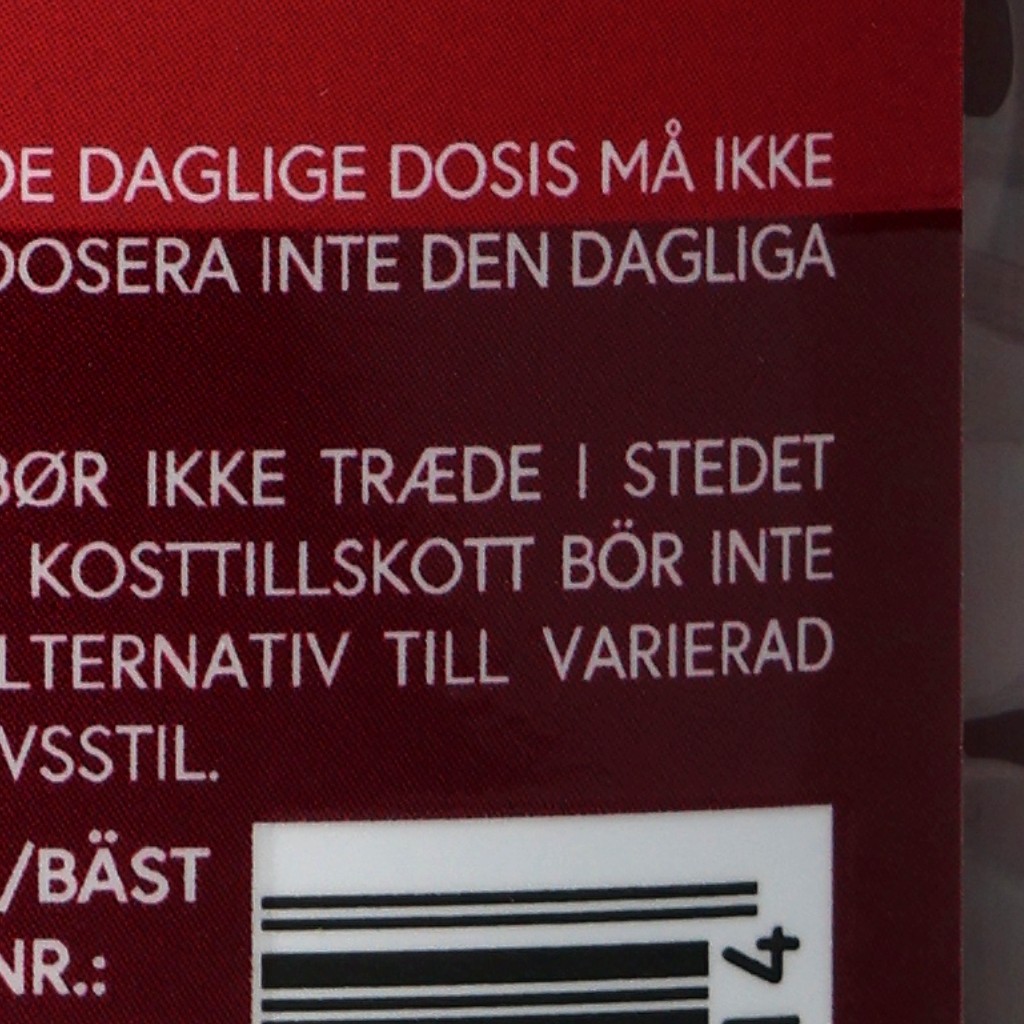 DE DAGLIGE DOSIS MÅ IKKE
DOSERA INTE DEN DAGLIGA
BØR IKKE TRÆDE I STEDET
KOSTTILLSKOTT BÖR INTE
LTERNATIV TILL VARIERAD
VSSTIL.
/BÄST
NR.:
4